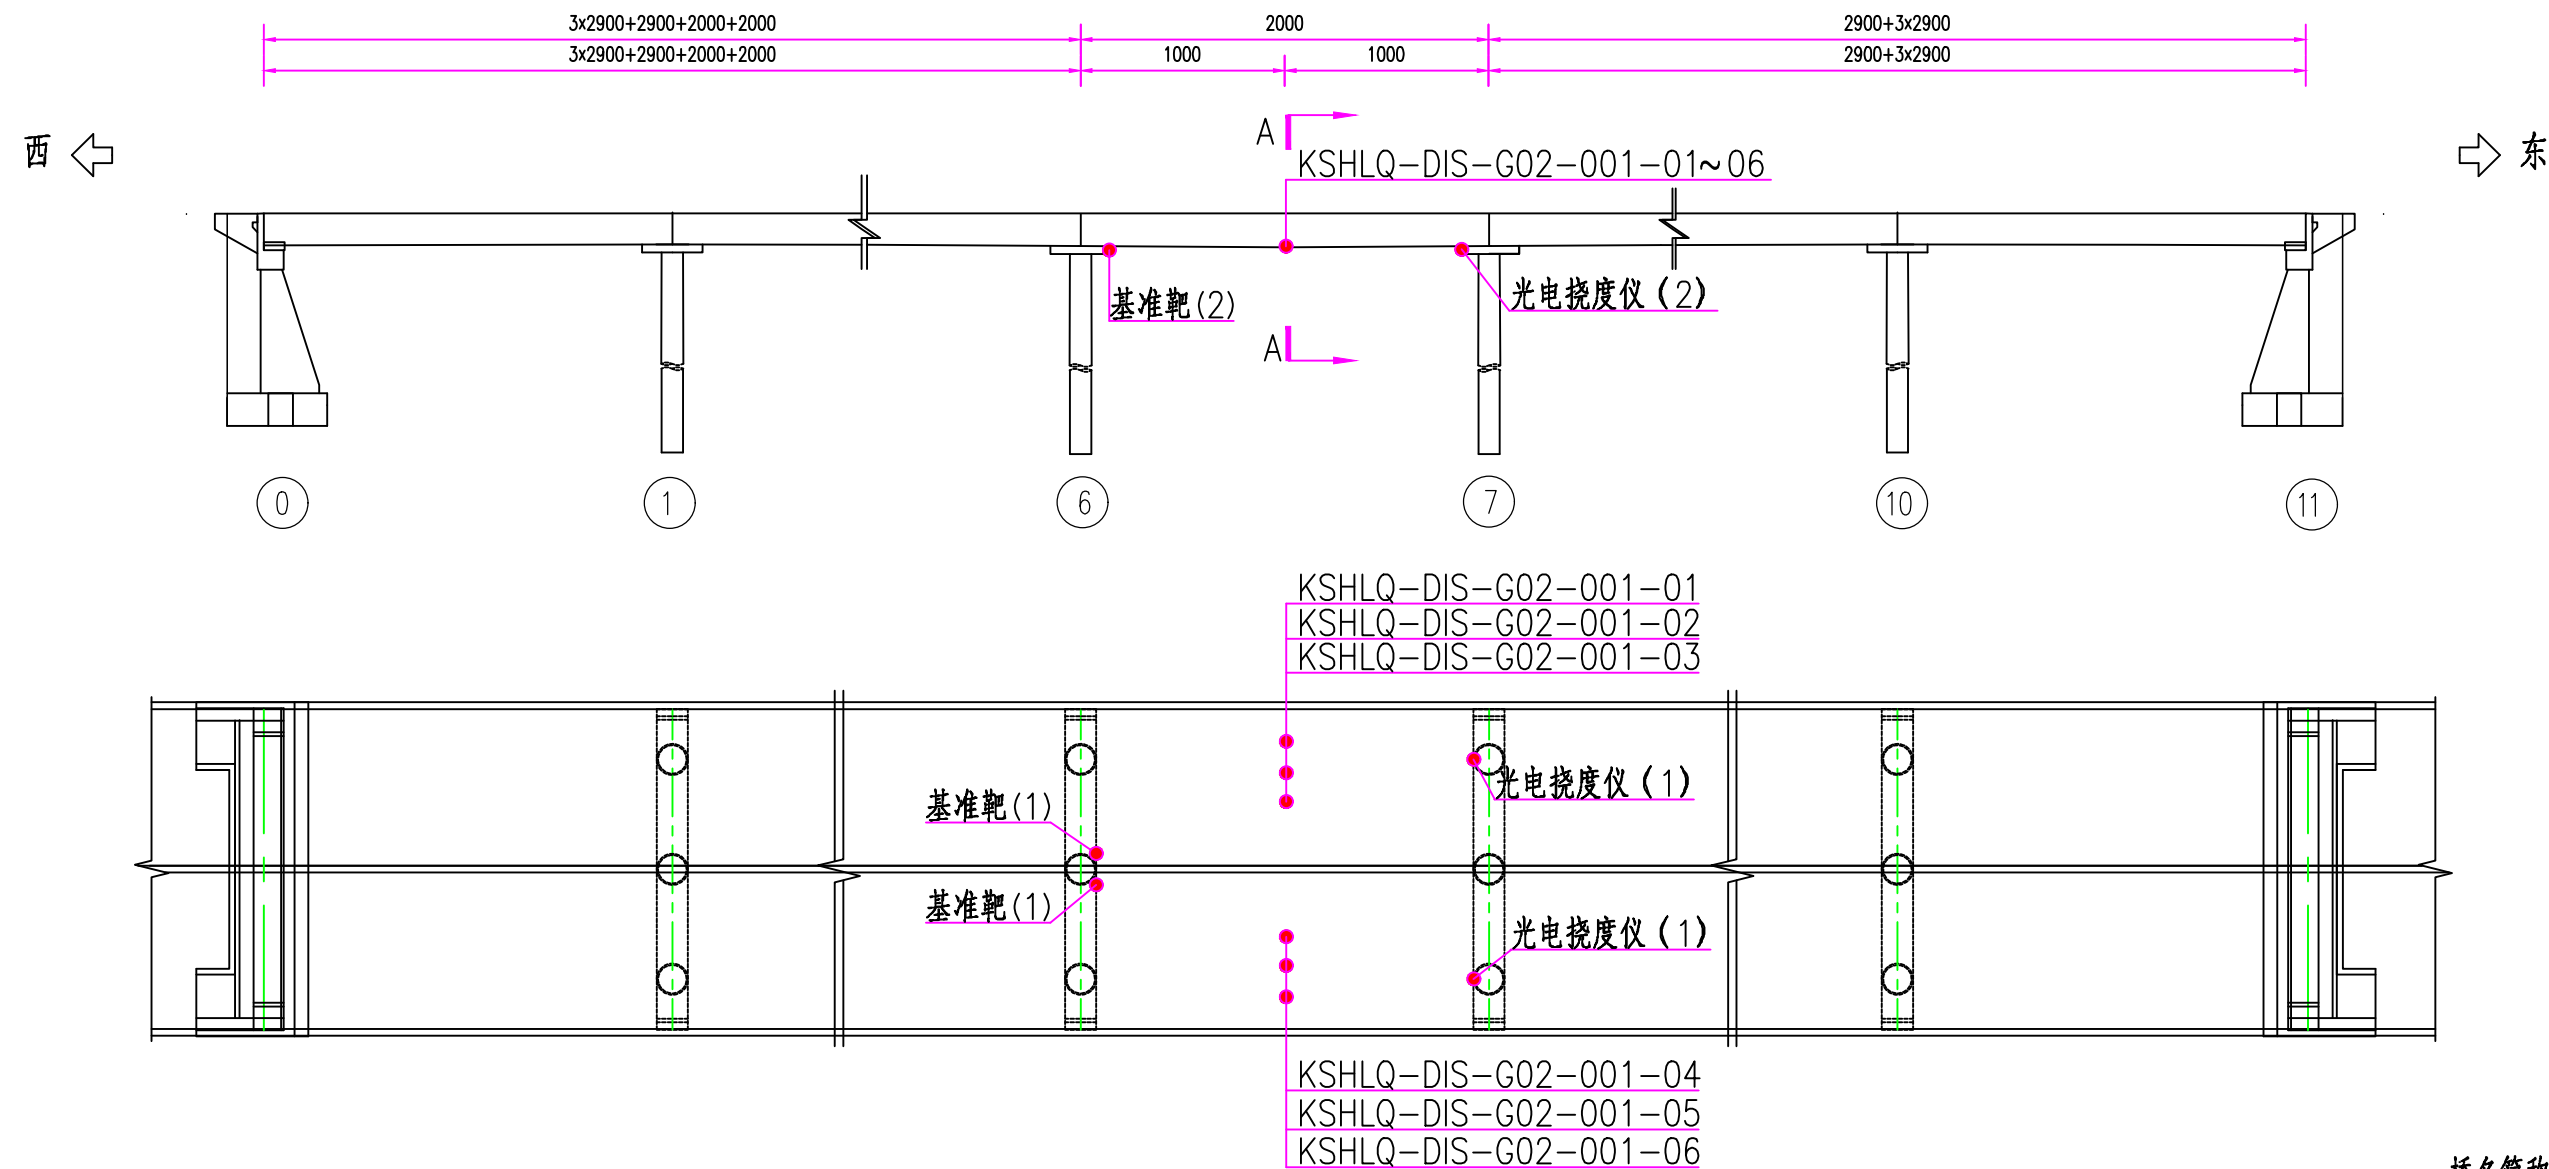 3x2900+2900+2000+2000
2000
2900+3x2900
3x2900+2900+2000+2000
1000
1000
2900+3x2900
A
西
东
KSHLQ-DIS-G02-001-01~06
基准靶(2)
光电挠度仪(2)
A
0
1
6
7
10
11
KSHLQ-DIS-G02-001-01
KSHLQ-DIS-G02-001-02
KSHLQ-DIS-G02-001-03
光电挠度仪(1)
基准靶(1)
基准靶(1)
光电挠度仪(1)
KSHLQ-DIS-G02-001-04
KSHLQ-DIS-G02-001-05
KSHLQ-DIS-G02-001-06